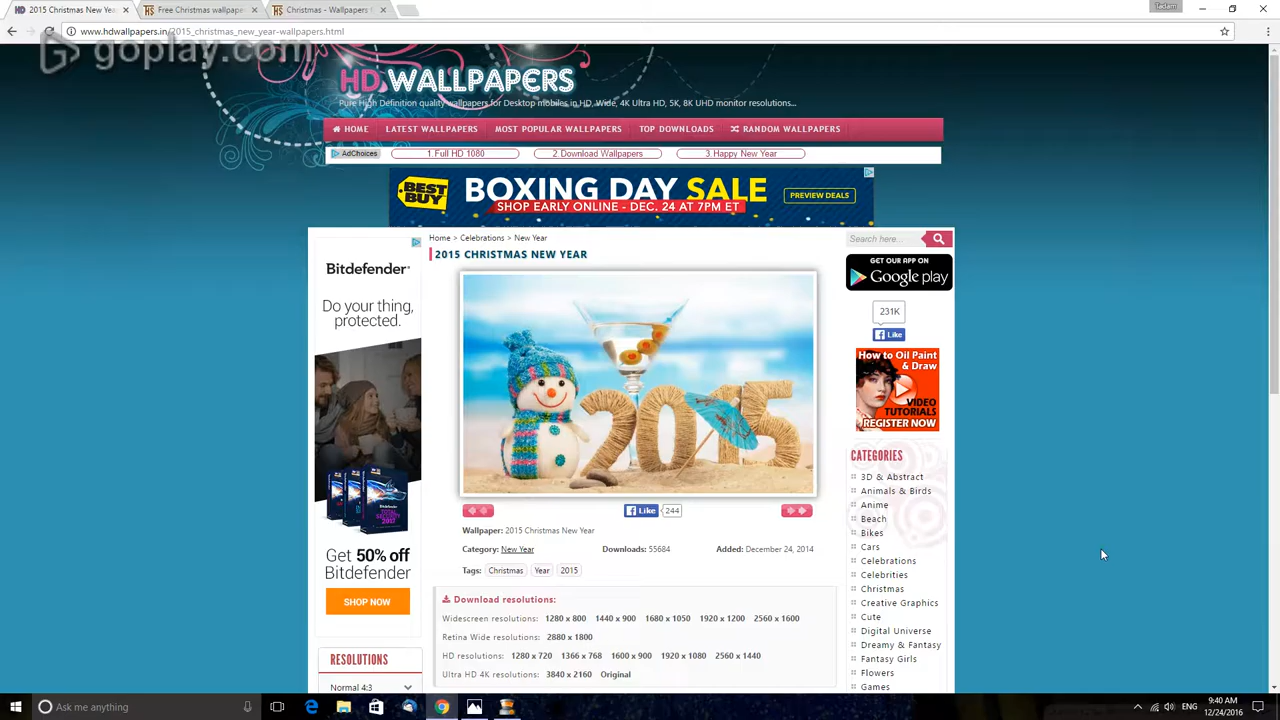 2015 Christmas New Year
Free Christmas wallpape
Christmas - Wallpapers f
Tadam
www.hdwallpapers.in/2015_christmas_new_year-wallpapers.html
goplay.com
HD.WALLPAPERS
Pure High Definition quality wallpapers for Desktop mobiles in HD, Wide, 4K Ultra HD, 5K, 8K UHD monitor resolutions...
HOME LATEST WALLPAPERS MOST POPULAR WALLPAPERS TOP DOWNLOADS RANDOM WALLPAPERS
AdChoices 1.Full HD 1080 2.Download Wallpapers 3.Happy New Year
BEST BUY
BOXING DAY SALE
SHOP EARLY ONLINE - DEC. 24 AT 7PM ET
PREVIEW DEALS
Bitdefender
Do your thing,
protected.
Get 50% off
Bitdefender
SHOP NOW
RESOLUTIONS
Normal 4:3
Home > Celebrations > New Year
2015 CHRISTMAS NEW YEAR
2015
Like 244
Wallpaper: 2015 Christmas New Year
Category: New Year Downloads: 55684 Added: December 24, 2014
Tags: Christmas Year 2015
Download resolutions:
Widescreen resolutions: 1280 x 800 1440 x 900 1680 x 1050 1920 x 1200 2560 x 1600
Retina Wide resolutions: 2880 x 1800
HD resolutions: 1280 x 720 1366 x 768 1600 x 900 1920 x 1080 2560 x 1440
Ultra HD 4K resolutions: 3840 x 2160 Original
Search here...
GET OUR APP ON
Google play
231K
Like
How to Oil Paint
& Draw
VIDEO
TUTORIALS
REGISTER NOW
CATEGORIES
3D & Abstract
Animals & Birds
Anime
Beach
Bikes
Cars
Celebrations
Celebrities
Christmas
Creative Graphics
Cute
Digital Universe
Dreamy & Fantasy
Fantasy Girls
Flowers
Games
Ask me anything
ENG
9:40 AM
12/24/2016